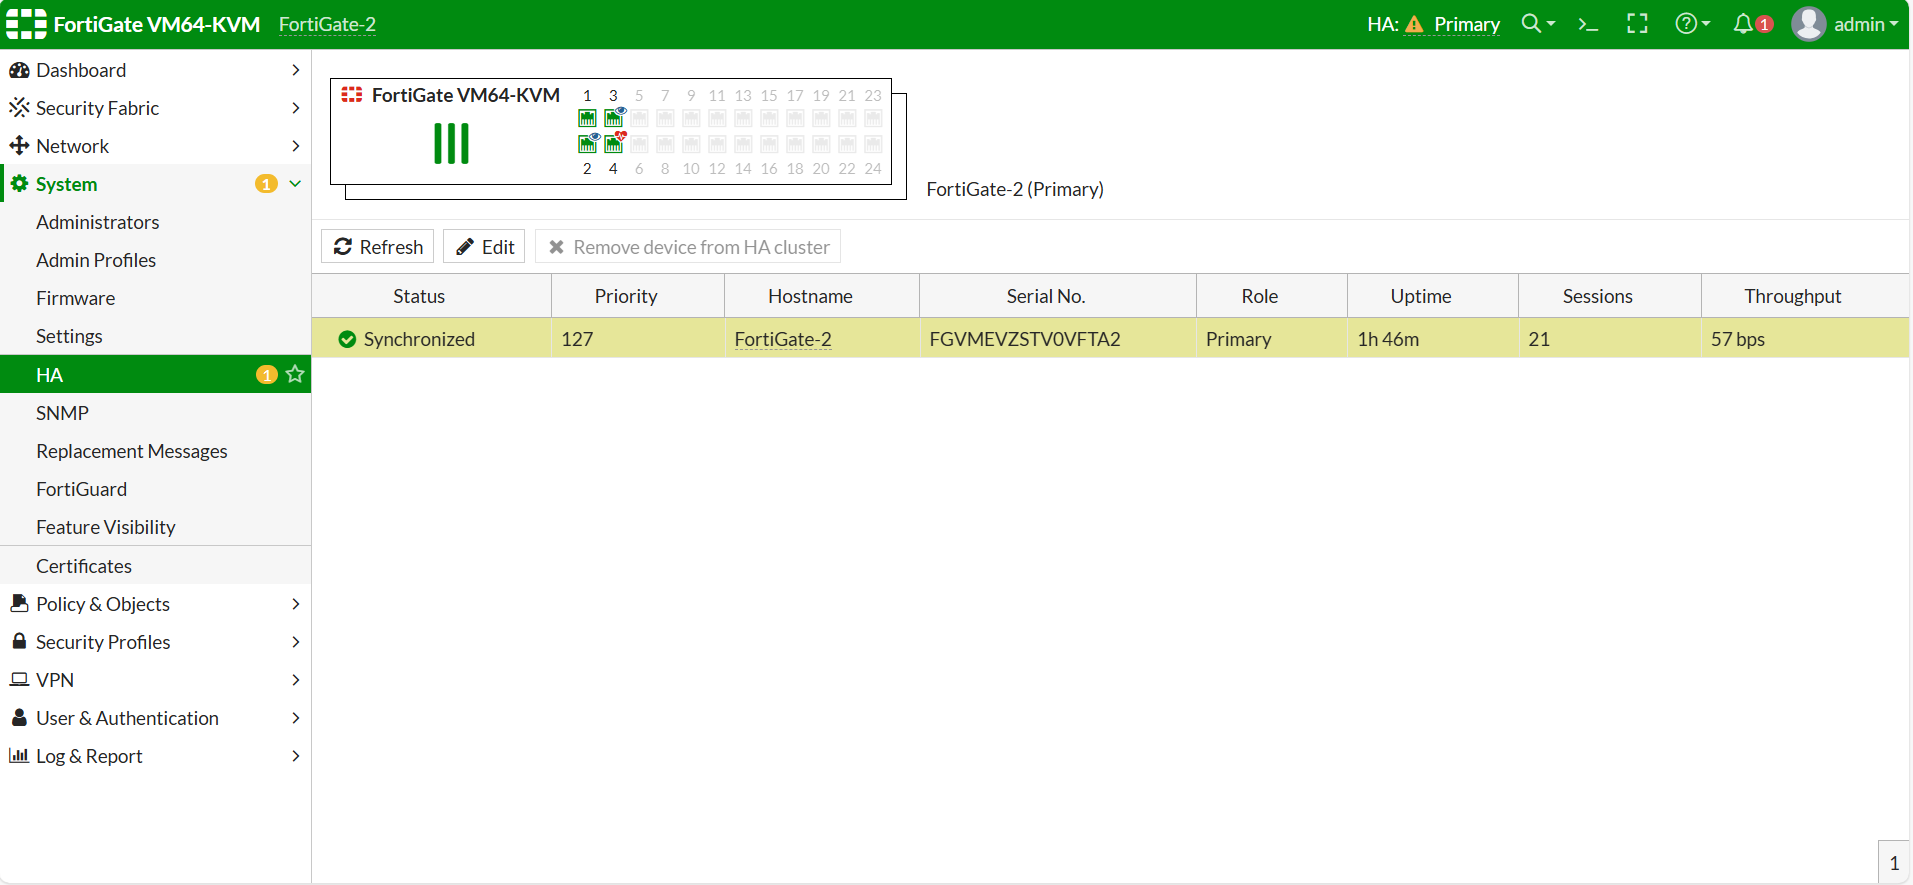 FortiGate VM64-KVM FortiGate-2 HA: Primary 1 admin
Dashboard
Security Fabric
Network
System 1
Administrators
Admin Profiles
Firmware
Settings
HA 1
SNMP
Replacement Messages
FortiGuard
Feature Visibility
Certificates
Policy & Objects
Security Profiles
VPN
User & Authentication
Log & Report
FortiGate VM64-KVM 1 3 5 7 9 11 13 15 17 19 21 23
2 4 6 8 10 12 14 16 18 20 22 24
FortiGate-2 (Primary)
Refresh Edit Remove device from HA cluster
Status Priority Hostname Serial No. Role Uptime Sessions Throughput
Synchronized 127 FortiGate-2 FGVMEVZSTV0VFTA2 Primary 1h 46m 21 57 bps
1